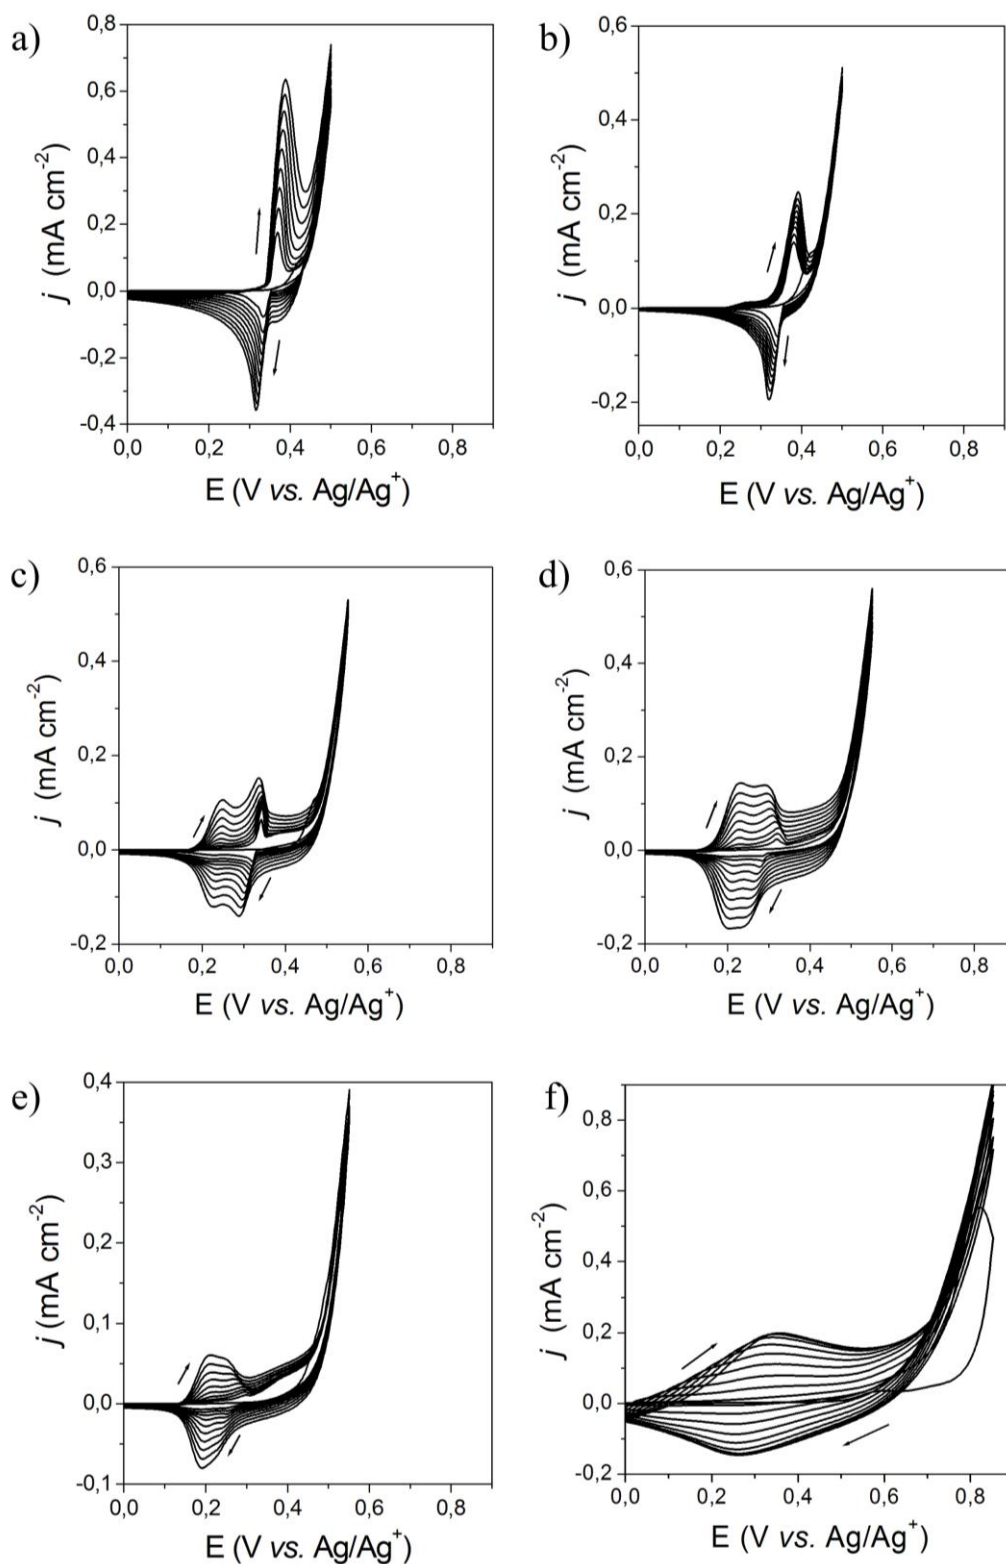 a)
0,8
0,6
0,4
0,2
0,0
-0,2
-0,4
j (mA cm-2)
0,0 0,2 0,4 0,6 0,8
E (V vs. Ag/Ag+)
b)
0,6
0,4
0,2
0,0
-0,2
j (mA cm-2)
0,0 0,2 0,4 0,6 0,8
E (V vs. Ag/Ag+)
c)
0,6
0,4
0,2
0,0
-0,2
j (mA cm-2)
0,0 0,2 0,4 0,6 0,8
E (V vs. Ag/Ag+)
d)
0,6
0,4
0,2
0,0
-0,2
j (mA cm-2)
0,0 0,2 0,4 0,6 0,8
E (V vs. Ag/Ag+)
e)
0,4
0,3
0,2
0,1
0,0
-0,1
j (mA cm-2)
0,0 0,2 0,4 0,6 0,8
E (V vs. Ag/Ag+)
f)
0,8
0,6
0,4
0,2
0,0
-0,2
j (mA cm-2)
0,0 0,2 0,4 0,6 0,8
E (V vs. Ag/Ag+)